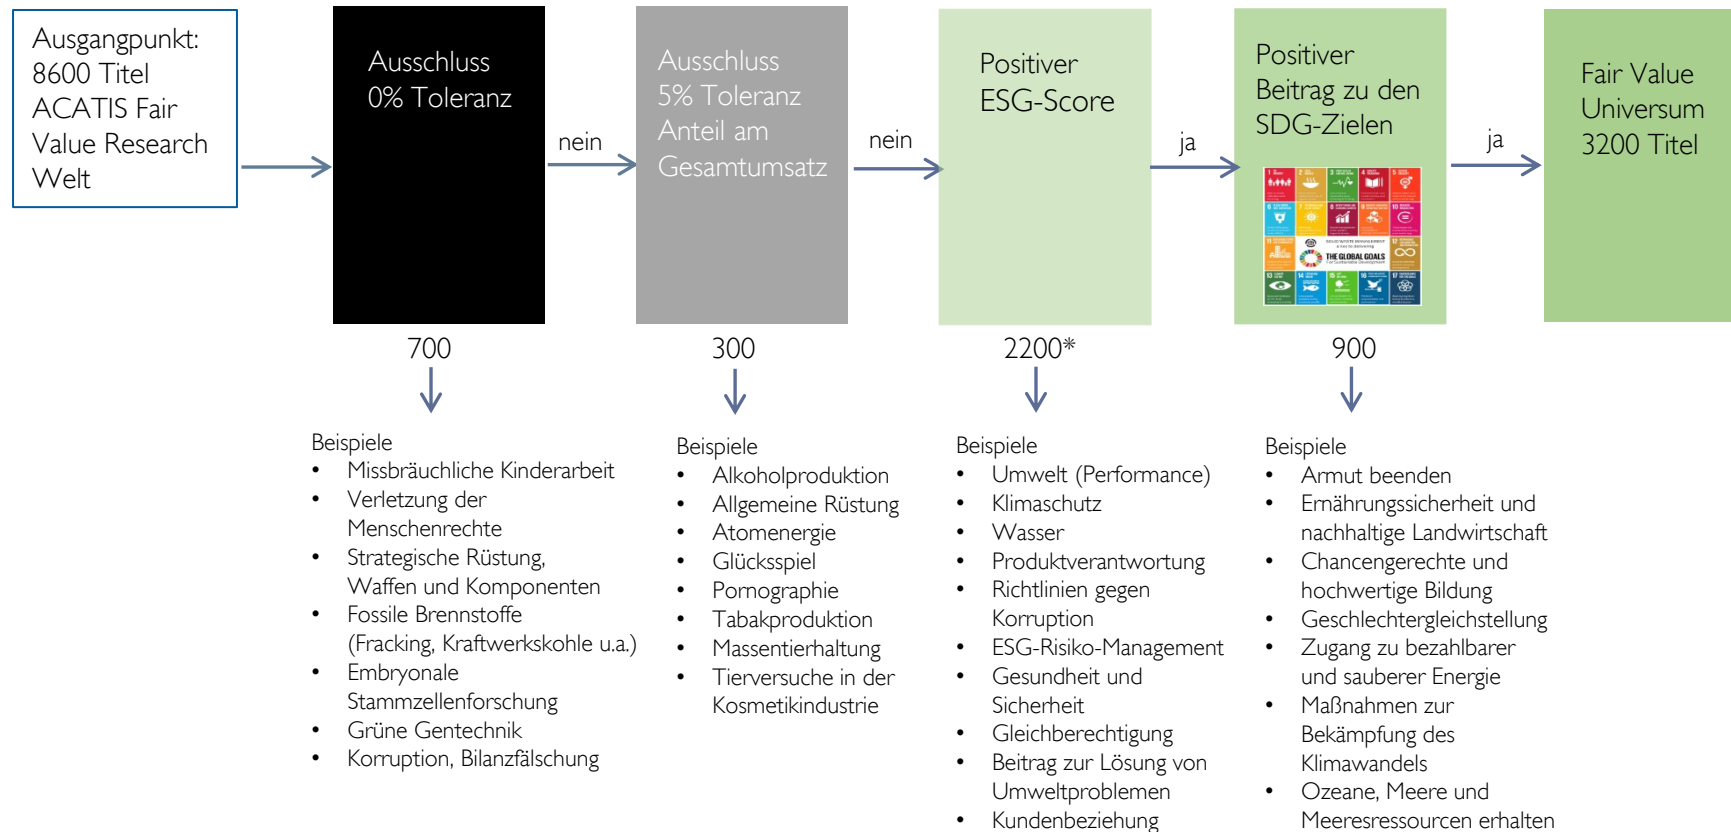 Ausgangpunkt:
8600 Titel
ACATIS Fair
Value Research
Welt
Ausschluss
0% Toleranz
nein
Ausschluss
5% Toleranz
Anteil am
Gesamtumsatz
nein
Positiver
ESG-Score
ja
Positiver
Beitrag zu den
SDG-Zielen
THE GLOBAL GOALS
For Sustainable Development
ja
Fair Value
Universum
3200 Titel
700
300
2200*
900
Beispiele
• Missbräuchliche Kinderarbeit
• Verletzung der
Menschenrechte
• Strategische Rüstung,
Waffen und Komponenten
• Fossile Brennstoffe
(Fracking, Kraftwerkskohle u.a.)
• Embryonale
Stammzellenforschung
• Grüne Gentechnik
• Korruption, Bilanzfälschung
Beispiele
• Alkoholproduktion
• Allgemeine Rüstung
• Atomenergie
• Glücksspiel
• Pornographie
• Tabakproduktion
• Massentierhaltung
• Tierversuche in der
Kosmetikindustrie
Beispiele
• Umwelt (Performance)
• Klimaschutz
• Wasser
• Produktverantwortung
• Richtlinien gegen
Korruption
• ESG-Risiko-Management
• Gesundheit und
Sicherheit
• Gleichberechtigung
• Beitrag zur Lösung von
Umweltproblemen
• Kundenbeziehung
Beispiele
• Armut beenden
• Ernährungssicherheit und
nachhaltige Landwirtschaft
• Chancengerechte und
hochwertige Bildung
• Geschlechtergleichstellung
• Zugang zu bezahlbarer
und sauberer Energie
• Maßnahmen zur
Bekämpfung des
Klimawandels
• Ozeane, Meere und
Meeresressourcen erhalten